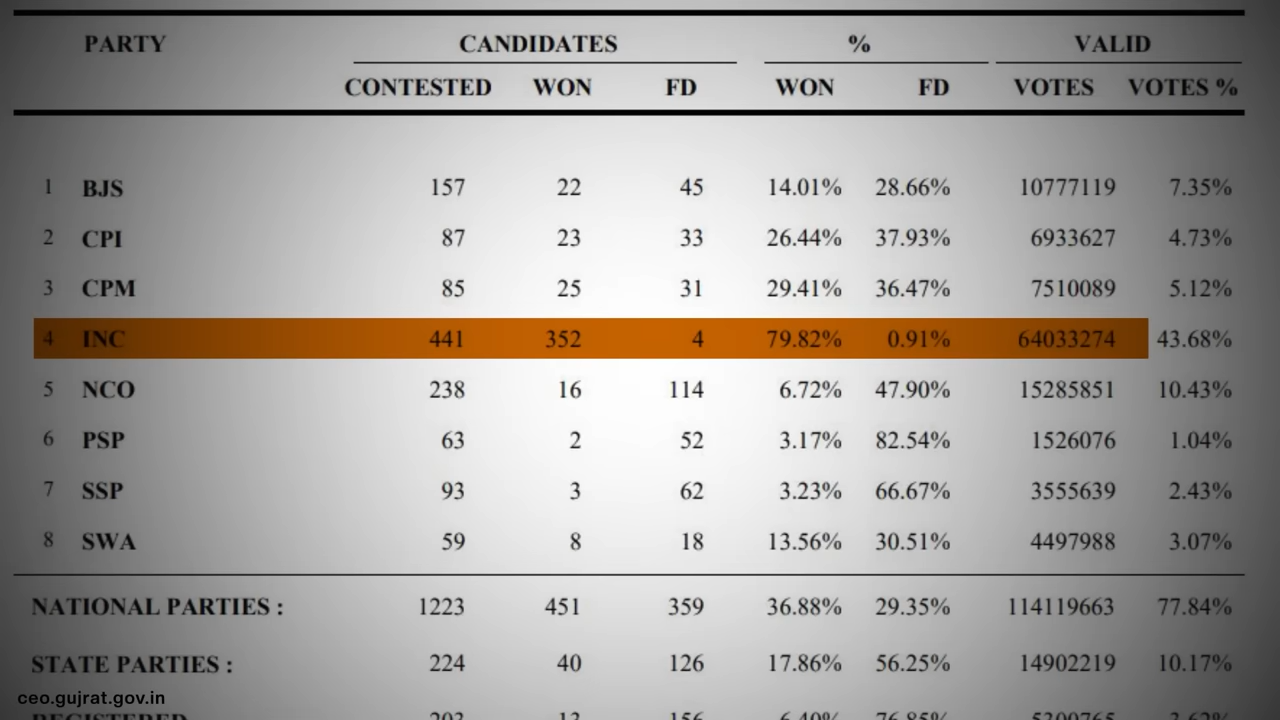 PARTY CANDIDATES % VALID
CONTESTED WON FD WON FD VOTES VOTES %
1 BJS 157 22 45 14.01% 28.66% 10777119 7.35%
2 CPI 87 23 33 26.44% 37.93% 6933627 4.73%
3 CPM 85 25 31 29.41% 36.47% 7510089 5.12%
4 INC 441 352 4 79.82% 0.91% 64033274 43.68%
5 NCO 238 16 114 6.72% 47.90% 15285851 10.43%
6 PSP 63 2 52 3.17% 82.54% 1526076 1.04%
7 SSP 93 3 62 3.23% 66.67% 3555639 2.43%
8 SWA 59 8 18 13.56% 30.51% 4497988 3.07%
NATIONAL PARTIES : 1223 451 359 36.88% 29.35% 114119663 77.84%
STATE PARTIES : 224 40 126 17.86% 56.25% 14902219 10.17%
ceo.gujrat.gov.in